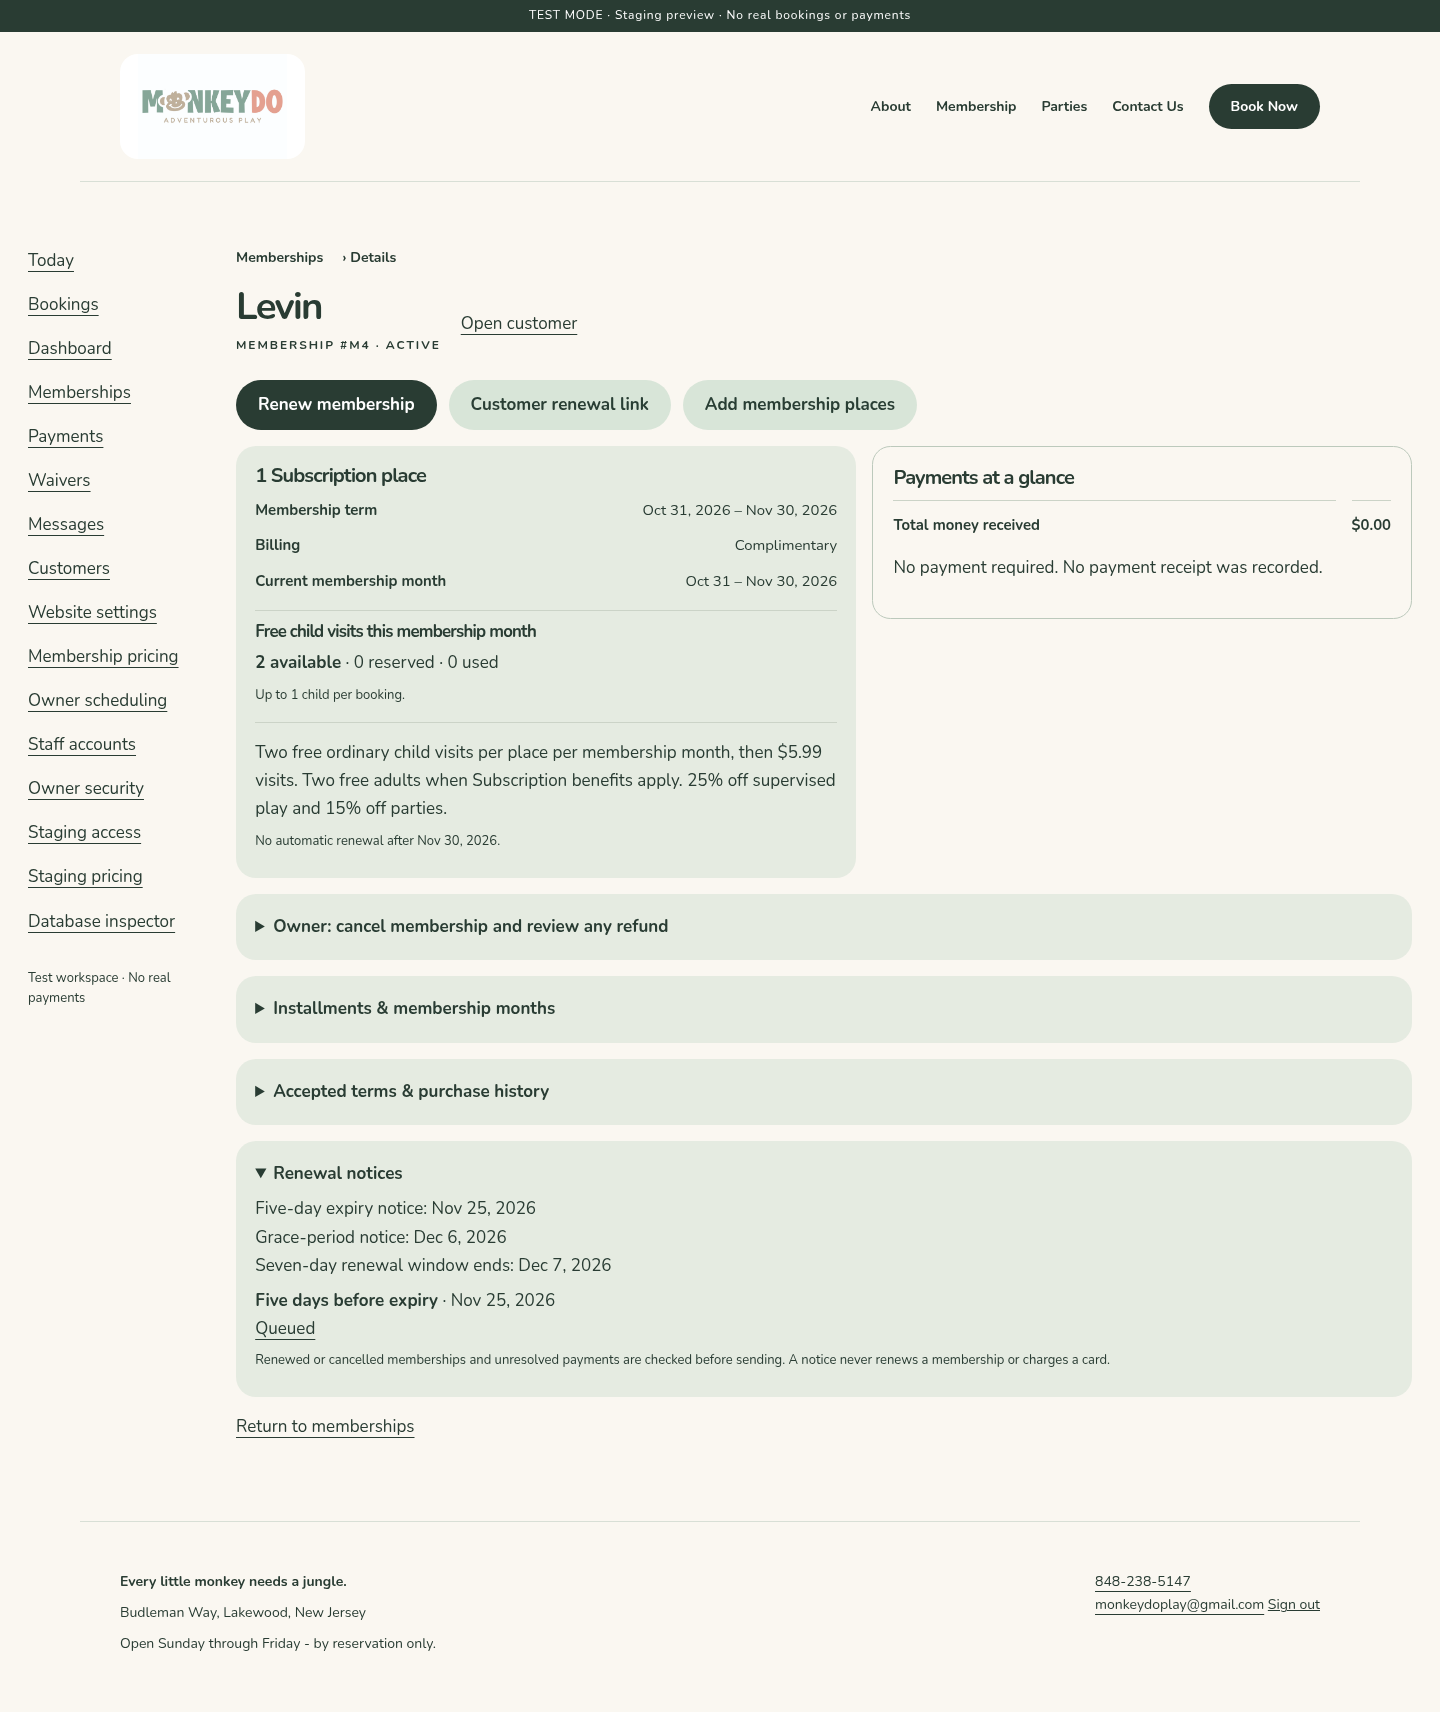 TEST MODE · Staging preview · No real bookings or payments
MONKEYDO
ADVENTUROUS PLAY
About
Membership
Parties
Contact Us
Book Now
Today
Bookings
Dashboard
Memberships
Payments
Waivers
Messages
Customers
Website settings
Membership pricing
Owner scheduling
Staff accounts
Owner security
Staging access
Staging pricing
Database inspector
Test workspace · No real
payments
Memberships › Details
Levin
MEMBERSHIP #M4 · ACTIVE
Open customer
Renew membership
Customer renewal link
Add membership places
1 Subscription place
Membership term Oct 31, 2026 – Nov 30, 2026
Billing Complimentary
Current membership month Oct 31 – Nov 30, 2026
Free child visits this membership month
2 available · 0 reserved · 0 used
Up to 1 child per booking.
Two free ordinary child visits per place per membership month, then $5.99
visits. Two free adults when Subscription benefits apply. 25% off supervised
play and 15% off parties.
No automatic renewal after Nov 30, 2026.
Payments at a glance
Total money received $0.00
No payment required. No payment receipt was recorded.
Owner: cancel membership and review any refund
Installments & membership months
Accepted terms & purchase history
Renewal notices
Five-day expiry notice: Nov 25, 2026
Grace-period notice: Dec 6, 2026
Seven-day renewal window ends: Dec 7, 2026
Five days before expiry · Nov 25, 2026
Queued
Renewed or cancelled memberships and unresolved payments are checked before sending. A notice never renews a membership or charges a card.
Return to memberships
Every little monkey needs a jungle.
Budleman Way, Lakewood, New Jersey
Open Sunday through Friday - by reservation only.
848-238-5147
monkeydoplay@gmail.com Sign out